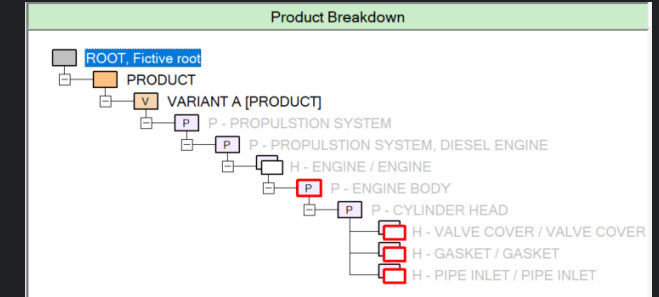 Product Breakdown
ROOT, Fictive root
PRODUCT
V VARIANT A [PRODUCT]
P P - PROPULSTION SYSTEM
P P - PROPULSTION SYSTEM, DIESEL ENGINE
H - ENGINE / ENGINE
P P - ENGINE BODY
P P - CYLINDER HEAD
H - VALVE COVER / VALVE COVER
H - GASKET / GASKET
H - PIPE INLET / PIPE INLET